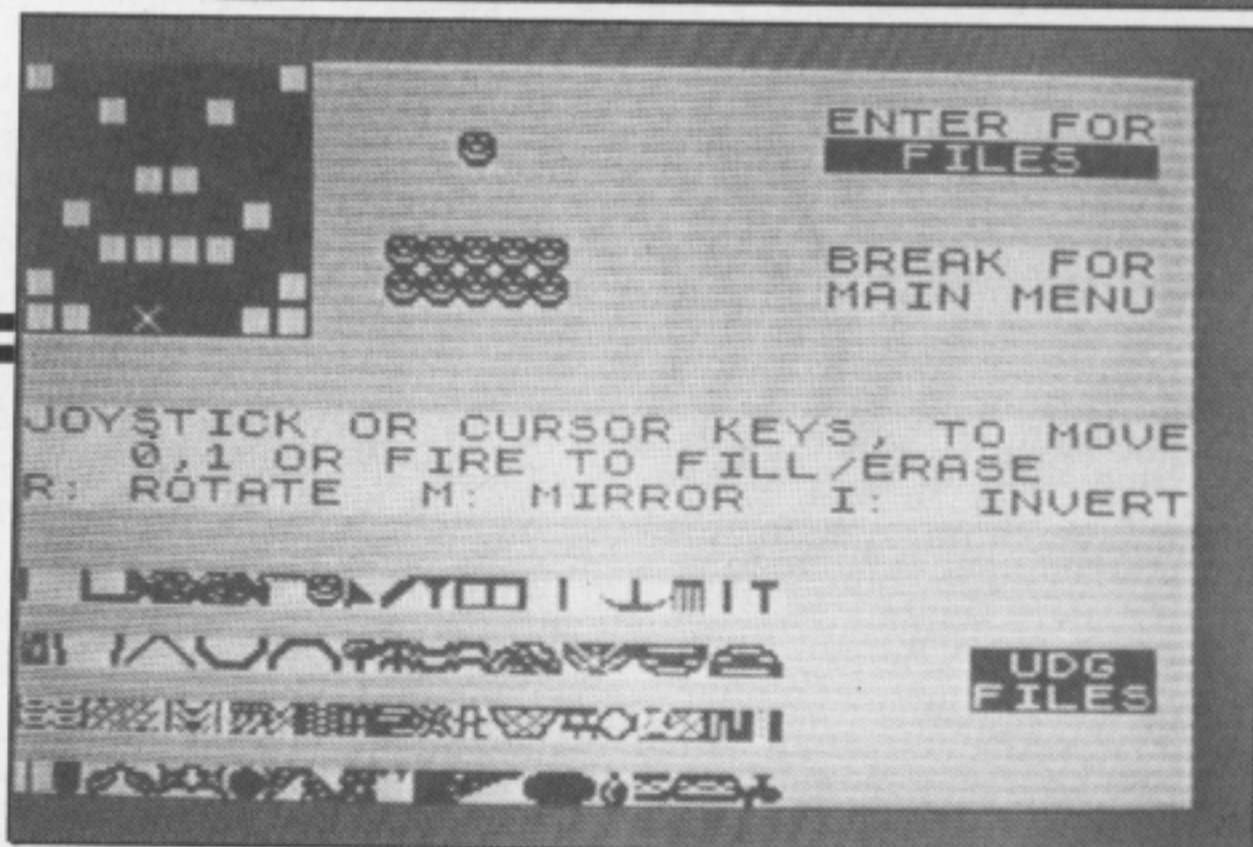 ENTER FOR
FILES
BREAK FOR
MAIN MENU
JOYSTICK OR CURSOR KEYS, TO MOVE
0,1 OR FIRE TO FILL/ERASE
R: ROTATE M: MIRROR I: INVERT
UDG
FILES